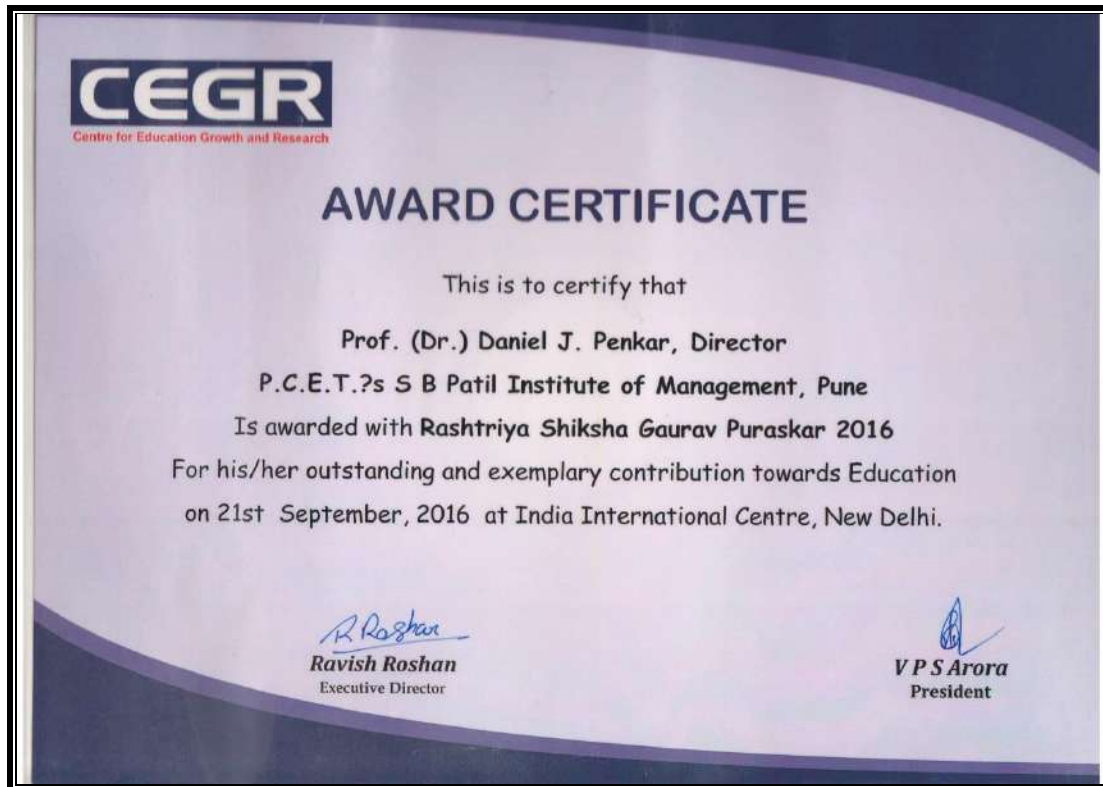 CEGR
Centre for Education Growth and Research
AWARD CERTIFICATE
This is to certify that
Prof. (Dr.) Daniel J. Penkar, Director
P.C.E.T.?s S B Patil Institute of Management, Pune
Is awarded with Rashtriya Shiksha Gaurav Puraskar 2016
For his/her outstanding and exemplary contribution towards Education
on 21st September, 2016 at India International Centre, New Delhi.
R Roshan
Ravish Roshan
Executive Director
V P S Arora
President